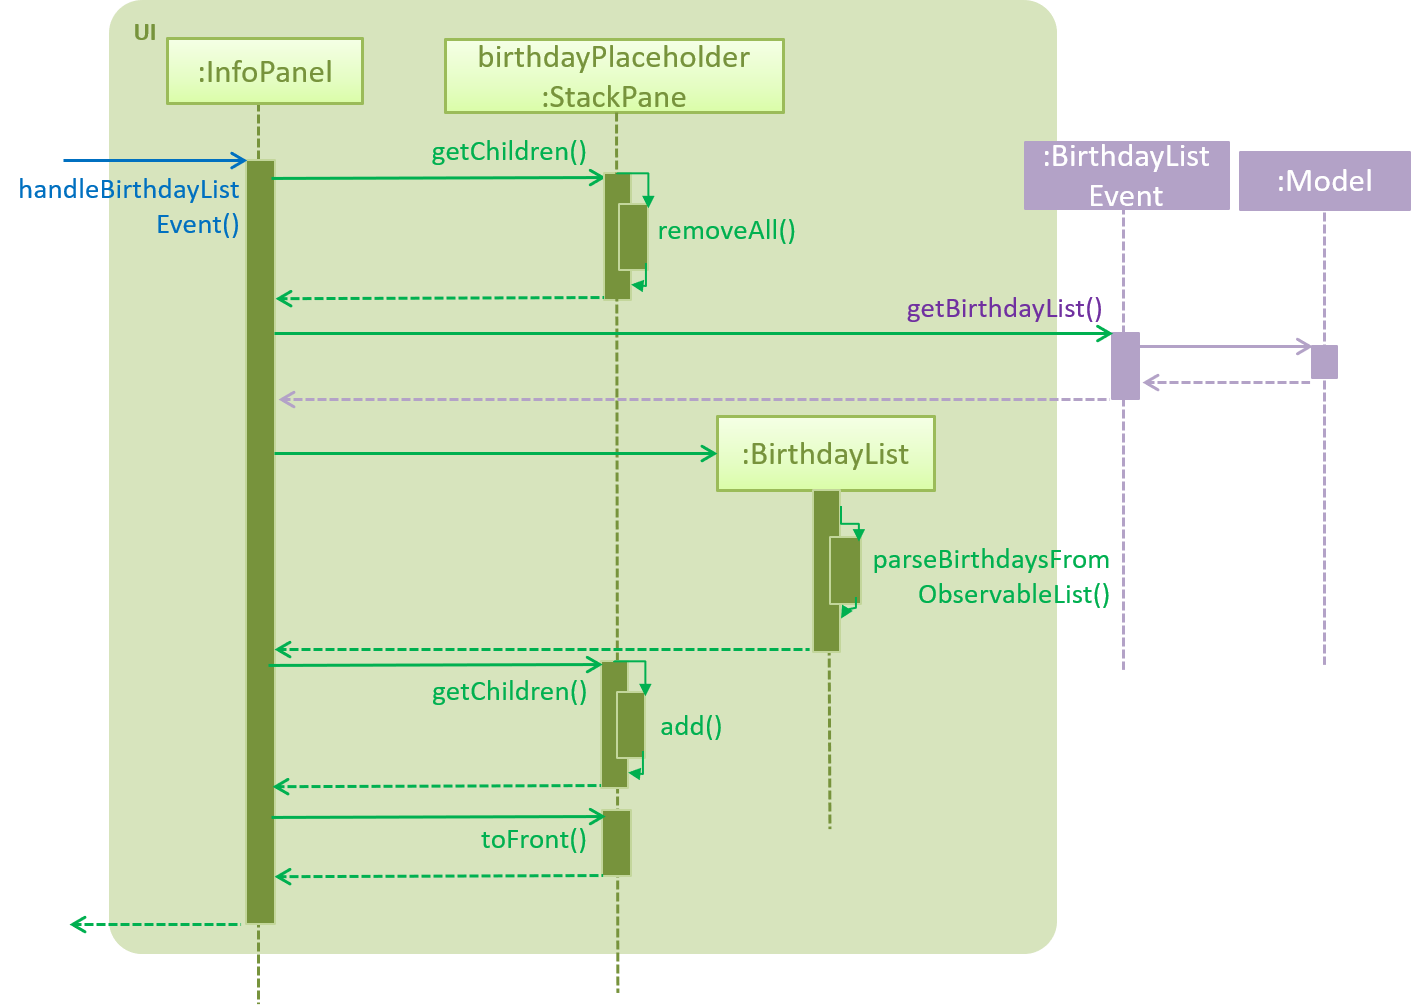 UI
:InfoPanel
birthdayPlaceholder
:StackPane
:BirthdayList
Event
:Model
getChildren()
handleBirthdayList
Event()
removeAll()
getBirthdayList()
:BirthdayList
parseBirthdaysFrom
ObservableList()
getChildren()
add()
toFront()